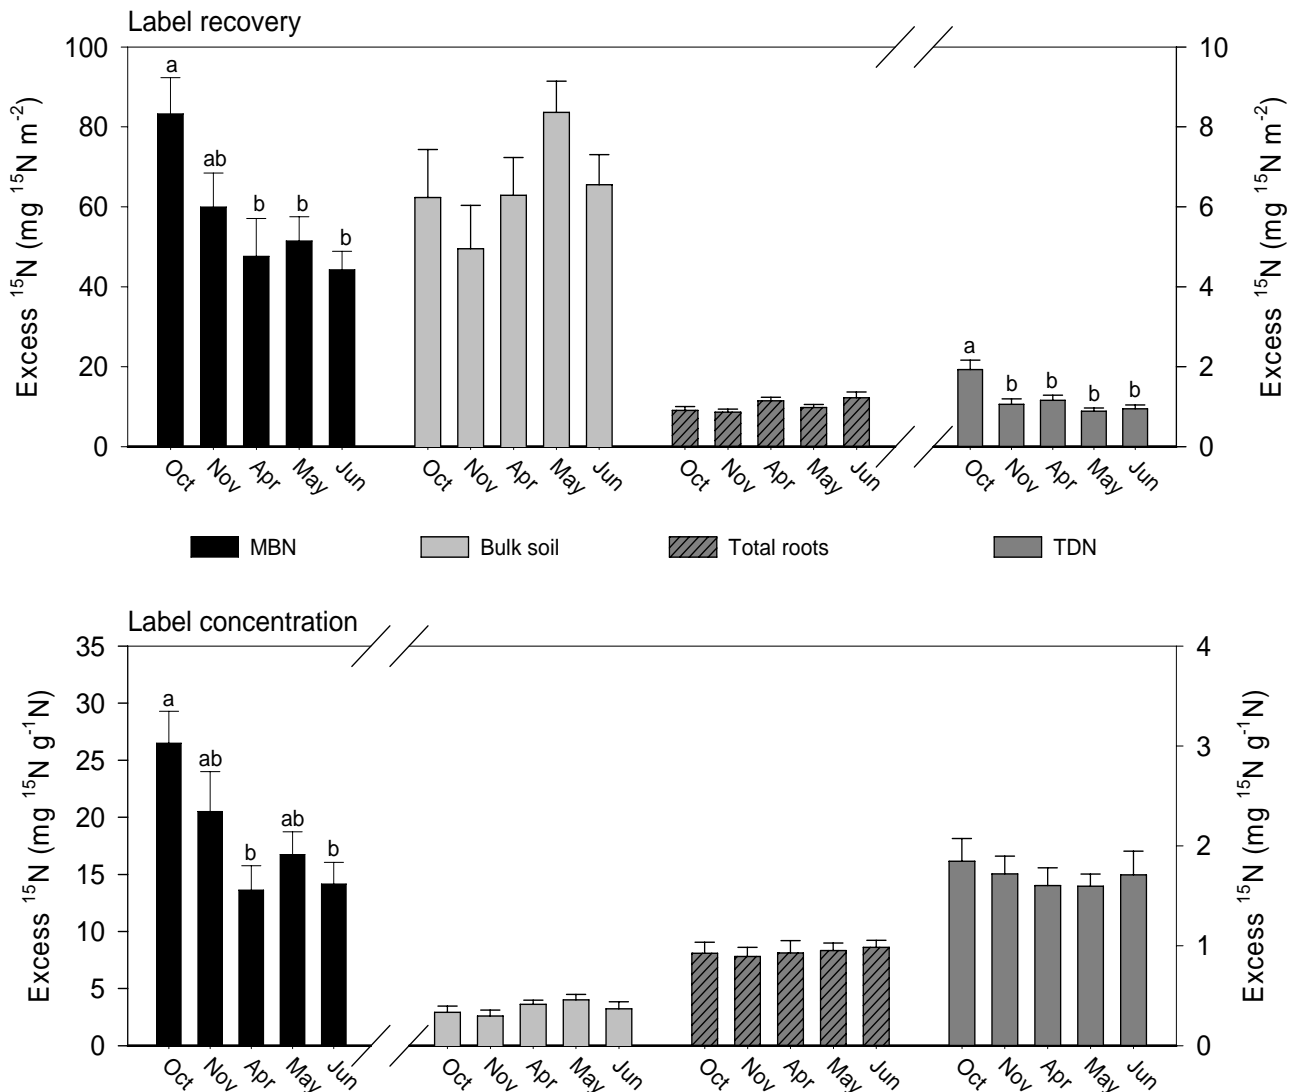 Label recovery
100
80
60
40
20
0
Excess ¹⁵N (mg ¹⁵N m⁻²)
a
ab
b
b
b
a
b
b
b
b
10
8
6
4
2
0
Excess ¹⁵N (mg ¹⁵N m⁻²)
Oct Nov Apr May Jun Oct Nov Apr May Jun Oct Nov Apr May Jun Oct Nov Apr May Jun
MBN Bulk soil Total roots TDN
Label concentration
35
30
25
20
15
10
5
0
Excess ¹⁵N (mg ¹⁵N g⁻¹N)
a
ab
b
ab
b
4
3
2
1
0
Excess ¹⁵N (mg ¹⁵N g⁻¹N)
Oct Nov Apr May Jun Oct Nov Apr May Jun Oct Nov Apr May Jun Oct Nov Apr May Jun